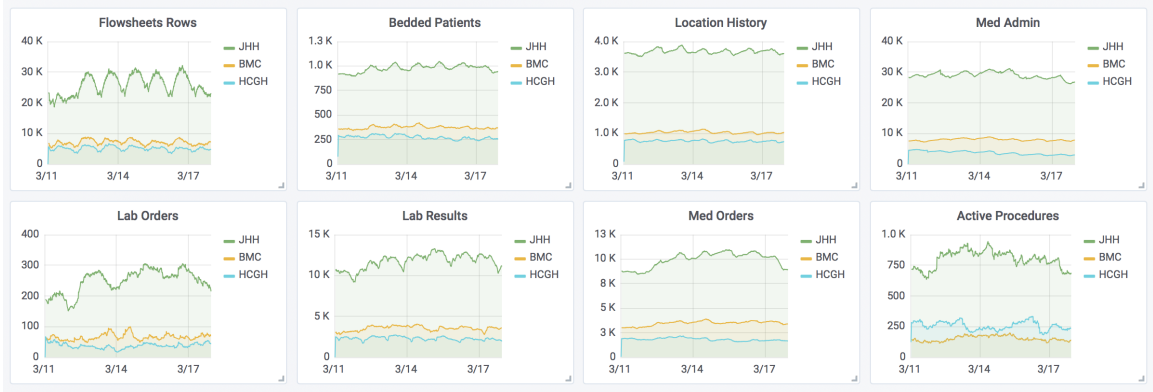 Flowsheets Rows
40 K
30 K
20 K
10 K
0
3/11
3/14
3/17
JHH
BMC
HCGH
Bedded Patients
1.3 K
1.0 K
750
500
250
0
3/11
3/14
3/17
JHH
BMC
HCGH
Location History
4.0 K
3.0 K
2.0 K
1.0 K
0
3/11
3/14
3/17
JHH
BMC
HCGH
Med Admin
40 K
30 K
20 K
10 K
0
3/11
3/14
3/17
JHH
BMC
HCGH
Lab Orders
400
300
200
100
0
3/11
3/14
3/17
JHH
BMC
HCGH
Lab Results
15 K
10 K
5 K
0
3/11
3/14
3/17
JHH
BMC
HCGH
Med Orders
13 K
10 K
8 K
5 K
3 K
0
3/11
3/14
3/17
JHH
BMC
HCGH
Active Procedures
1.0 K
750
500
250
0
3/11
3/14
3/17
JHH
BMC
HCGH